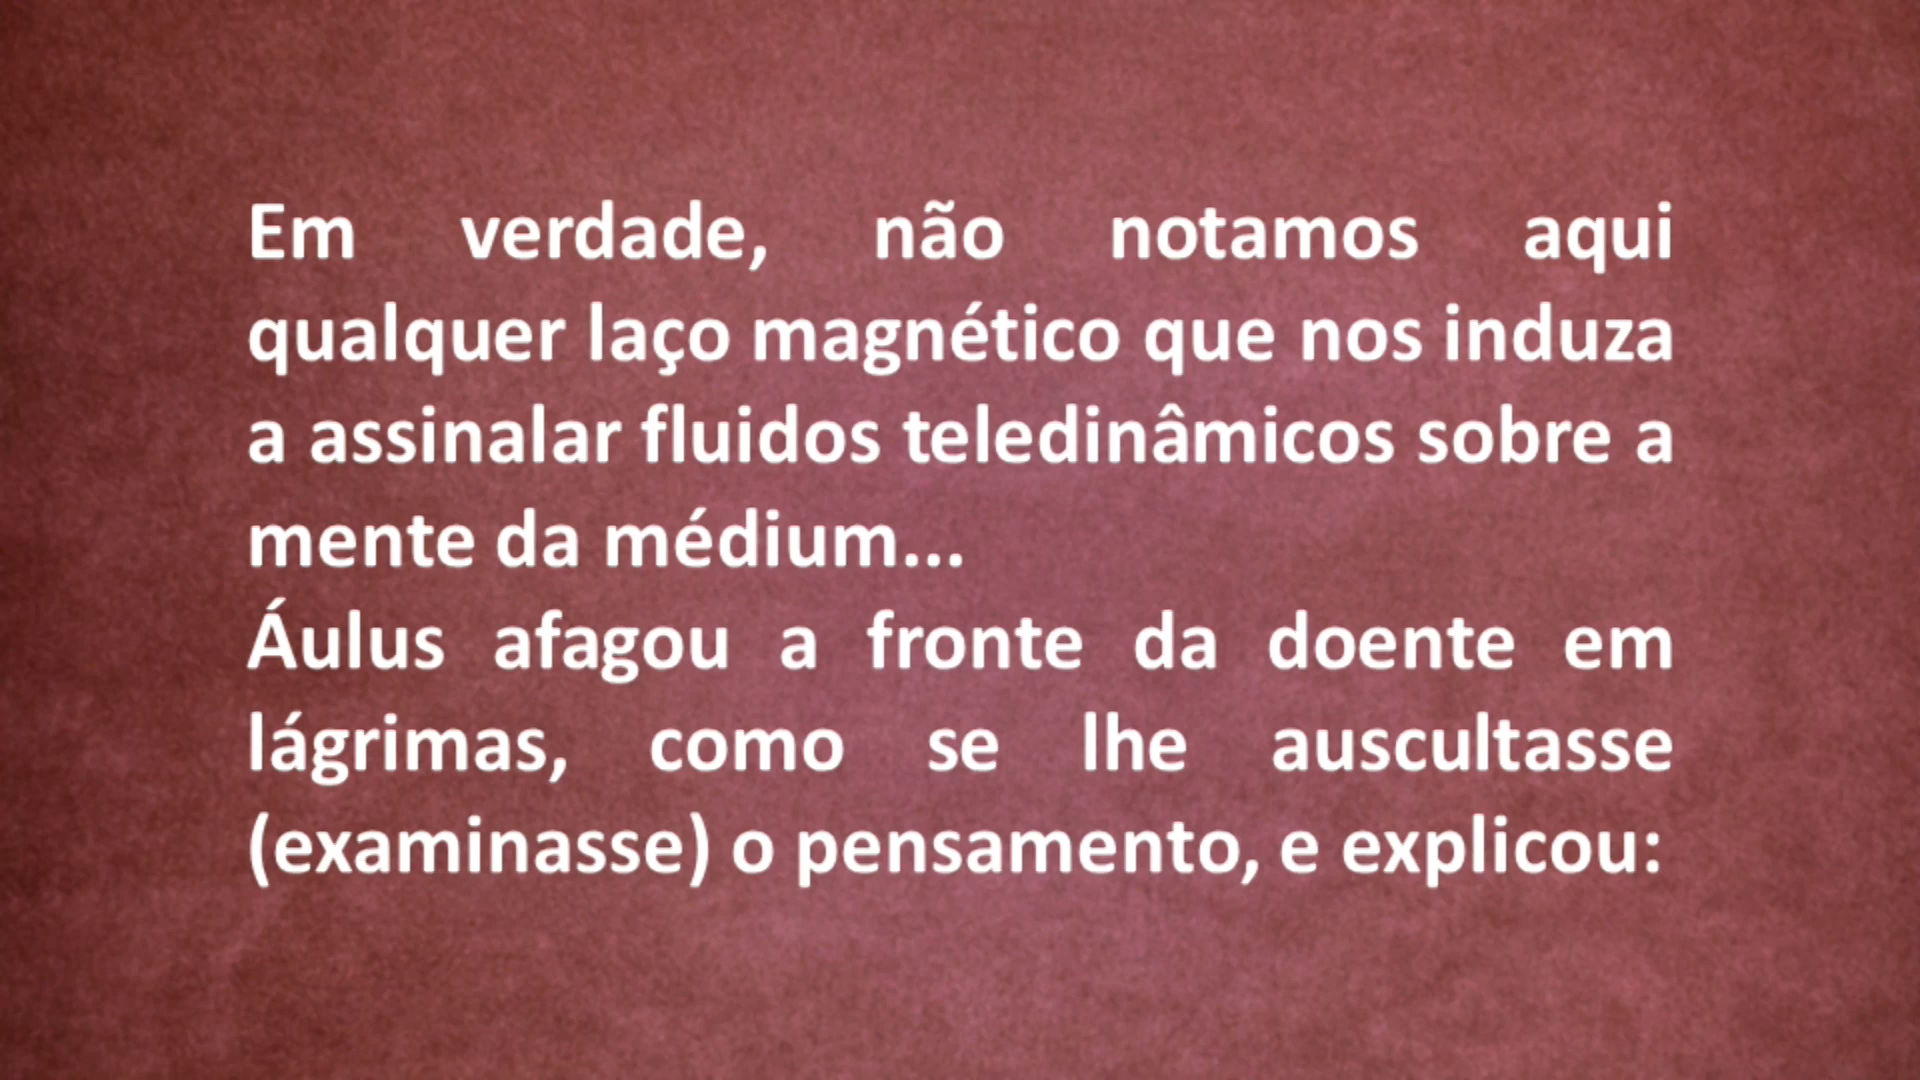 Em verdade, não notamos aqui
qualquer laço magnético que nos induza
a assinalar fluidos teledinâmicos sobre a
mente da médium...
Áulus afagou a fronte da doente em
lágrimas, como se lhe auscultasse
(examinasse) o pensamento, e explicou: